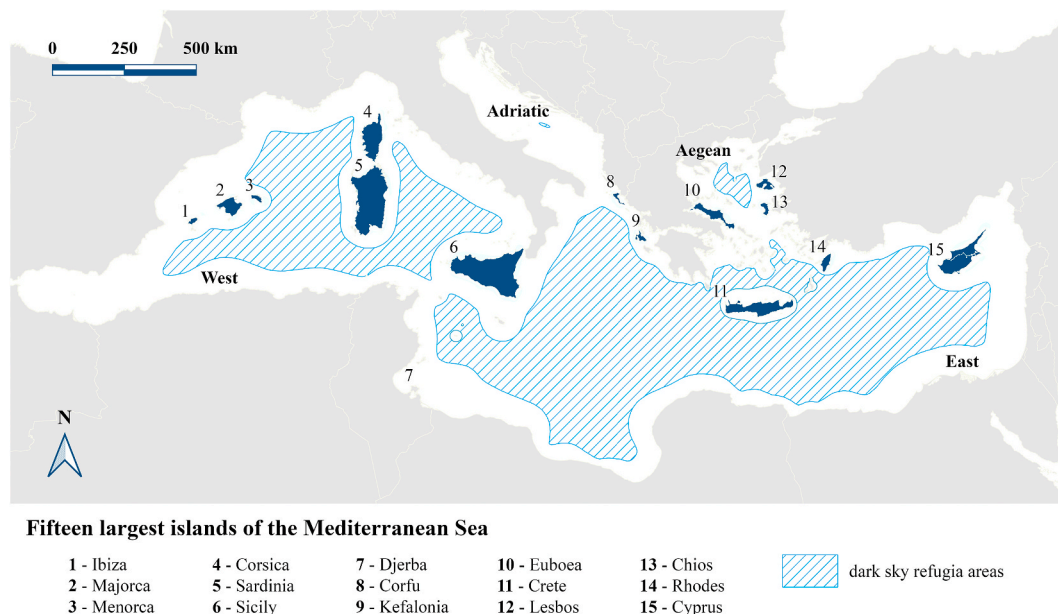 0 250 500 km
4
Adriatic
5
Aegean
12
2
3
8
10
1
13
9
6
14
15
West
11
East
7
N
Fifteen largest islands of the Mediterranean Sea
1 - Ibiza 4 - Corsica 7 - Djerba 10 - Euboea 13 - Chios
2 - Majorca 5 - Sardinia 8 - Corfu 11 - Crete 14 - Rhodes
3 - Menorca 6 - Sicily 9 - Kefalonia 12 - Lesbos 15 - Cyprus
dark sky refugia areas